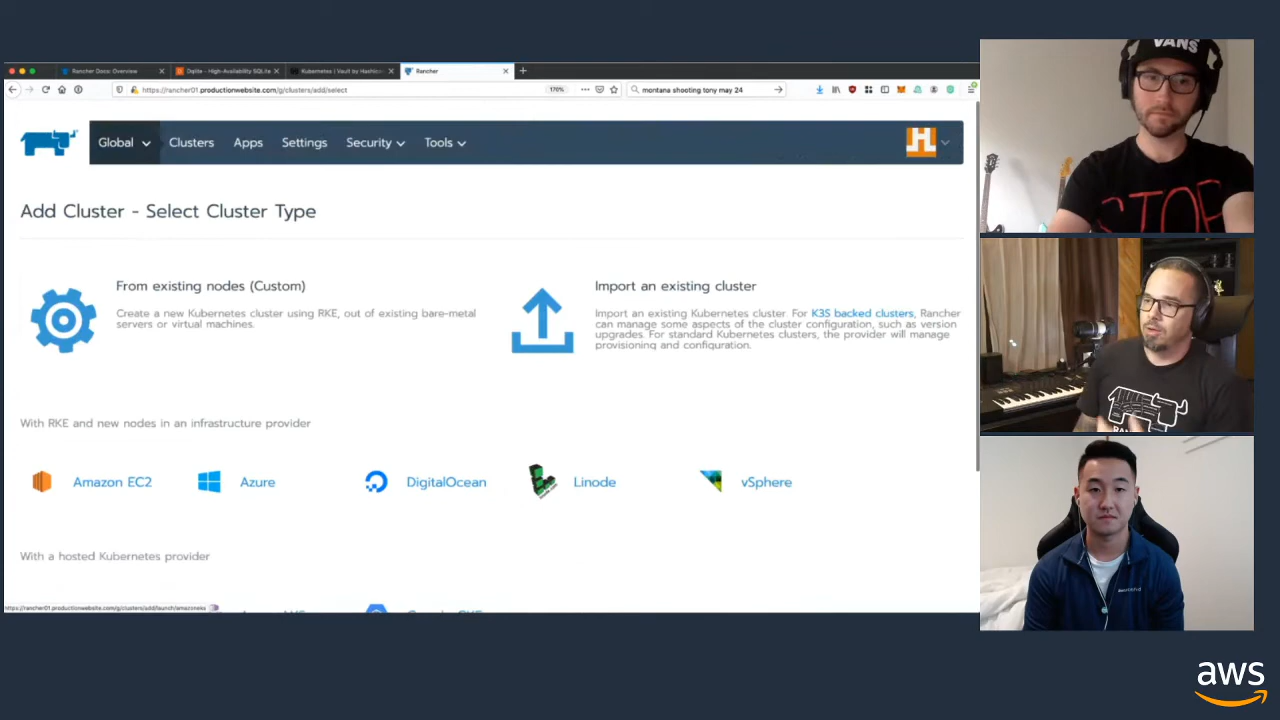 Rancher Docs: Overview
Dqlite - High-Availability SQLite
Kubernetes | Vault by Hashico
Rancher
https://rancher01.productionwebsite.com/g/clusters/add/select
170%
montana shooting tony may 24
Global
Clusters
Apps
Settings
Security
Tools
Add Cluster - Select Cluster Type
From existing nodes (Custom)
Create a new Kubernetes cluster using RKE, out of existing bare-metal
servers or virtual machines.
Import an existing cluster
Import an existing Kubernetes cluster. For K3S backed clusters, Rancher
can manage some aspects of the cluster configuration, such as version
upgrades. For standard Kubernetes clusters, the provider will manage
provisioning and configuration.
With RKE and new nodes in an infrastructure provider
Amazon EC2
Azure
DigitalOcean
Linode
vSphere
With a hosted Kubernetes provider
https://rancher01.productionwebsite.com/g/clusters/add/launch/amazoneks
VANS
STOP
RAN
aws